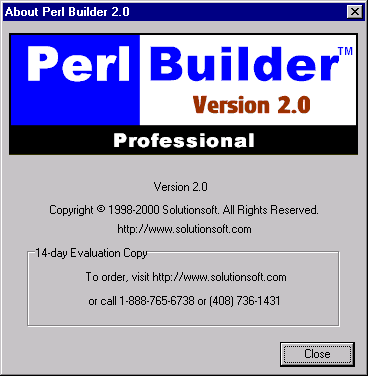 About Perl Builder 2.0
Perl Builder™
Version 2.0
Professional
Version 2.0
Copyright © 1998-2000 Solutionsoft. All Rights Reserved.
http://www.solutionsoft.com
14-day Evaluation Copy
To order, visit http://www.solutionsoft.com
or call 1-888-765-6738 or (408) 736-1431
Close